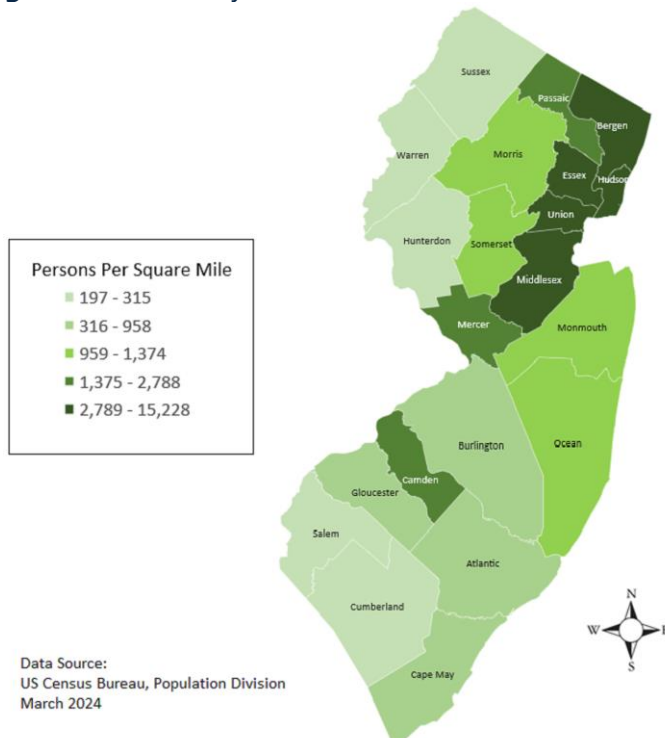 Sussex
Passaic
Bergen
Warren
Morris
Essex
Hudson
Union
Hunterdon
Somerset
Middlesex
Mercer
Monmouth
Persons Per Square Mile
197 - 315
316 - 958
959 - 1,374
1,375 - 2,788
2,789 - 15,228
Burlington
Ocean
Camden
Gloucester
Salem
Atlantic
Cumberland
Cape May
N
W
E
S
Data Source:
US Census Bureau, Population Division
March 2024